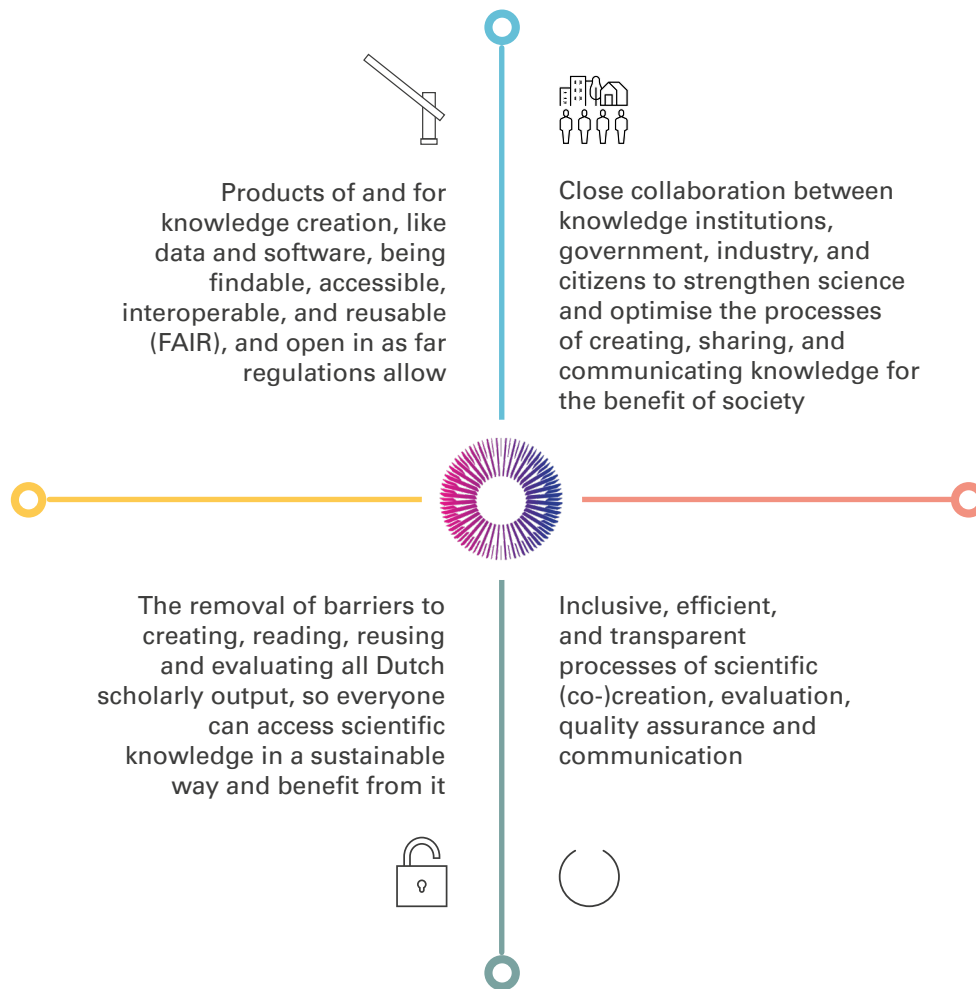 Products of and for
knowledge creation, like
data and software, being
findable, accessible,
interoperable, and reusable
(FAIR), and open in as far
regulations allow
Close collaboration between
knowledge institutions,
government, industry, and
citizens to strengthen science
and optimise the processes
of creating, sharing, and
communicating knowledge for
the benefit of society
The removal of barriers to
creating, reading, reusing
and evaluating all Dutch
scholarly output, so everyone
can access scientific
knowledge in a sustainable
way and benefit from it
Inclusive, efficient,
and transparent
processes of scientific
(co-)creation, evaluation,
quality assurance and
communication